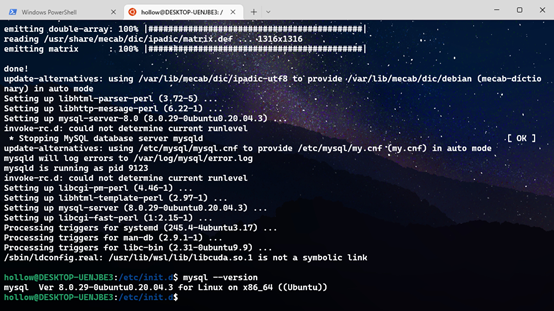 Windows PowerShell
hollow@DESKTOP-UENJBE3: /
emitting double-array: 100% |###########################################|
reading /usr/share/mecab/dic/ipadic/matrix.def ... 1316x1316
emitting matrix      : 100% |###########################################|
done!
update-alternatives: using /var/lib/mecab/dic/ipadic-utf8 to provide /var/lib/mecab/dic/debian (mecab-dictio
nary) in auto mode
Setting up libhtml-parser-perl (3.72-5) ...
Setting up libhttp-message-perl (6.22-1) ...
Setting up mysql-server-8.0 (8.0.29-0ubuntu0.20.04.3) ...
invoke-rc.d: could not determine current runlevel
 * Stopping MySQL database server mysqld [ OK ]
update-alternatives: using /etc/mysql/mysql.cnf to provide /etc/mysql/my.cnf (my.cnf) in auto mode
mysqld will log errors to /var/log/mysql/error.log
mysqld is running as pid 9123
invoke-rc.d: could not determine current runlevel
Setting up libcgi-pm-perl (4.46-1) ...
Setting up libhtml-template-perl (2.97-1) ...
Setting up mysql-server (8.0.29-0ubuntu0.20.04.3) ...
Setting up libcgi-fast-perl (1:2.15-1) ...
Processing triggers for systemd (245.4-4ubuntu3.17) ...
Processing triggers for man-db (2.9.1-1) ...
Processing triggers for libc-bin (2.31-0ubuntu9.9) ...
/sbin/ldconfig.real: /usr/lib/wsl/lib/libcuda.so.1 is not a symbolic link
hollow@DESKTOP-UENJBE3:/etc/init.d$ mysql --version
mysql  Ver 8.0.29-0ubuntu0.20.04.3 for Linux on x86_64 ((Ubuntu))
hollow@DESKTOP-UENJBE3:/etc/init.d$